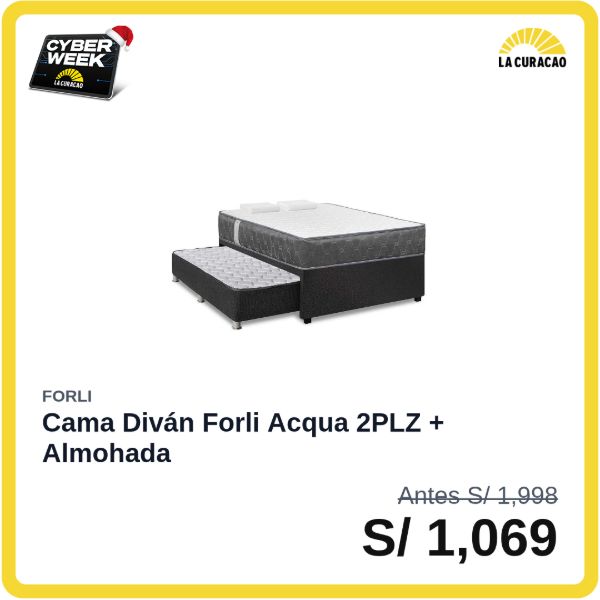 CYBER
WEEK
LA CURACAO
LA CURACAO
FORLI
Cama Diván Forli Acqua 2PLZ +
Almohada
Antes S/ 1,998
S/ 1,069